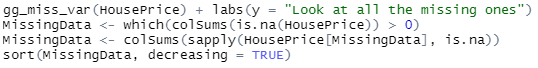 gg_miss_var(HousePrice) + labs(y = "Look at all the missing ones")
MissingData <- which(colSums(is.na(HousePrice)) > 0)
MissingData <- colSums(sapply(HousePrice[MissingData], is.na))
sort(MissingData, decreasing = TRUE)